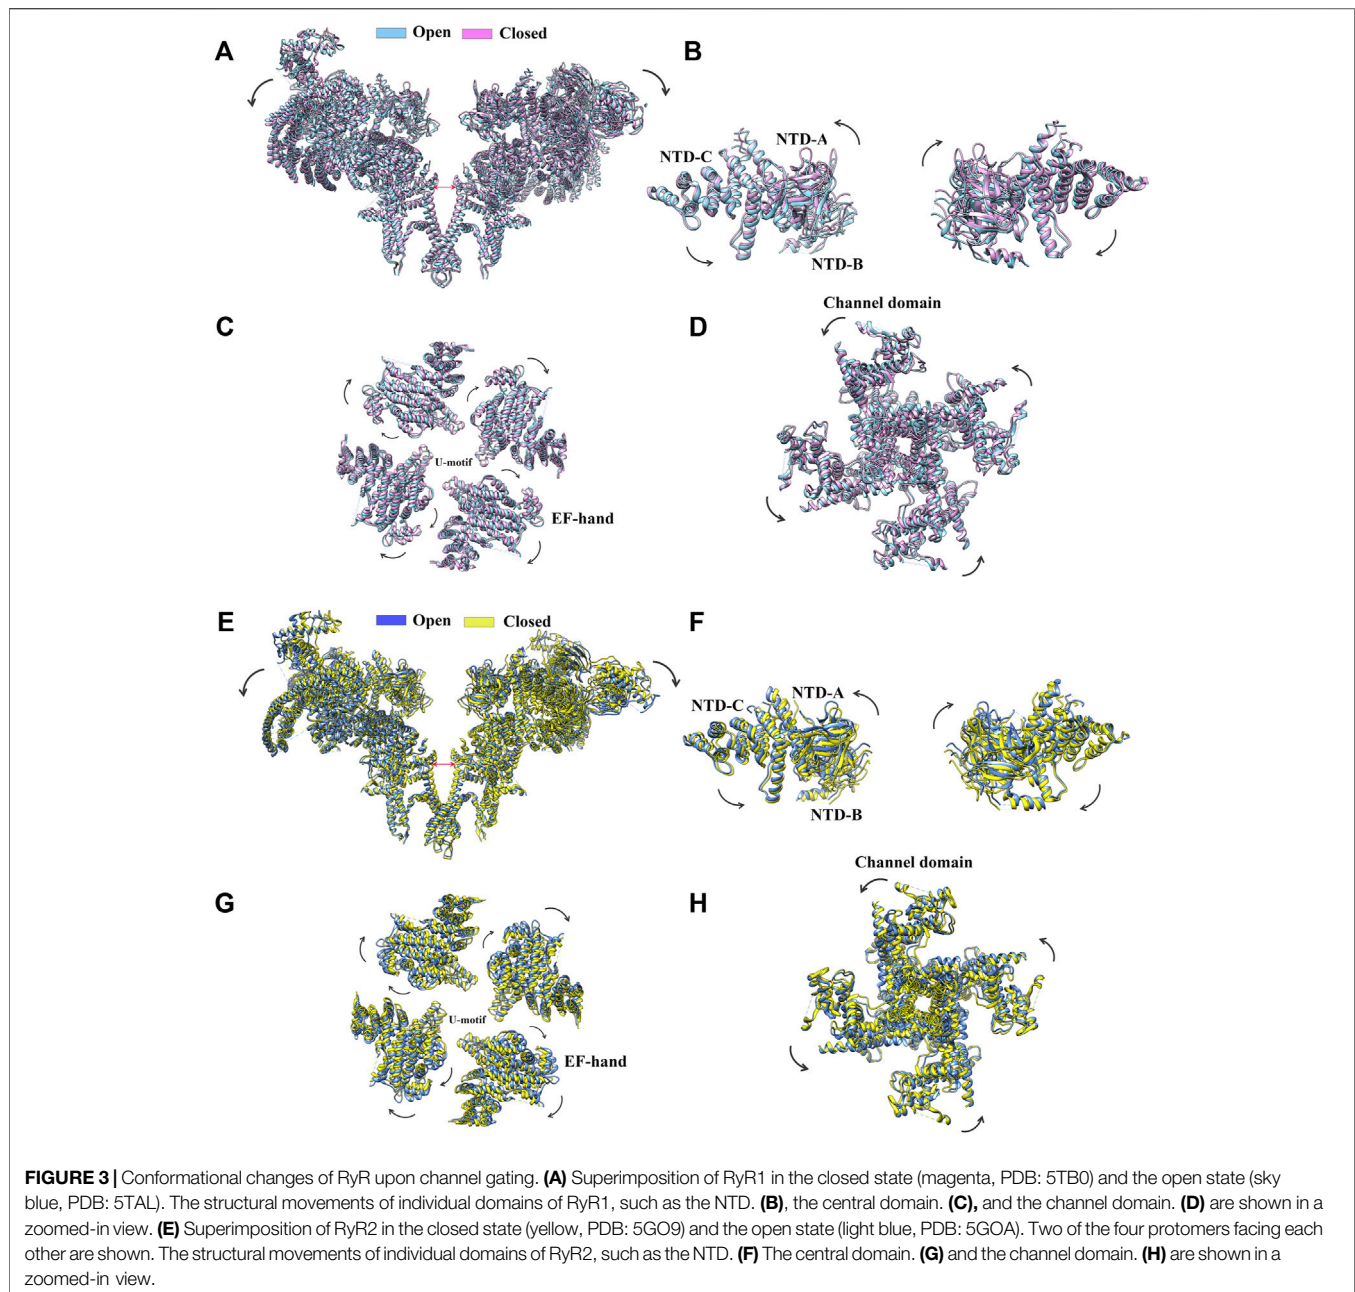 A
Open Closed
B
NTD-A
NTD-C
NTD-B
C
D
Channel domain
U-motif
EF-hand
E
Open Closed
F
NTD-A
NTD-C
NTD-B
G
H
Channel domain
U-motif
EF-hand
FIGURE 3 | Conformational changes of RyR upon channel gating. (A) Superimposition of RyR1 in the closed state (magenta, PDB: 5TB0) and the open state (sky
blue, PDB: 5TAL). The structural movements of individual domains of RyR1, such as the NTD. (B), the central domain. (C), and the channel domain. (D) are shown in a
zoomed-in view. (E) Superimposition of RyR2 in the closed state (yellow, PDB: 5GO9) and the open state (light blue, PDB: 5GOA). Two of the four protomers facing each
other are shown. The structural movements of individual domains of RyR2, such as the NTD. (F) The central domain. (G) and the channel domain. (H) are shown in a
zoomed-in view.